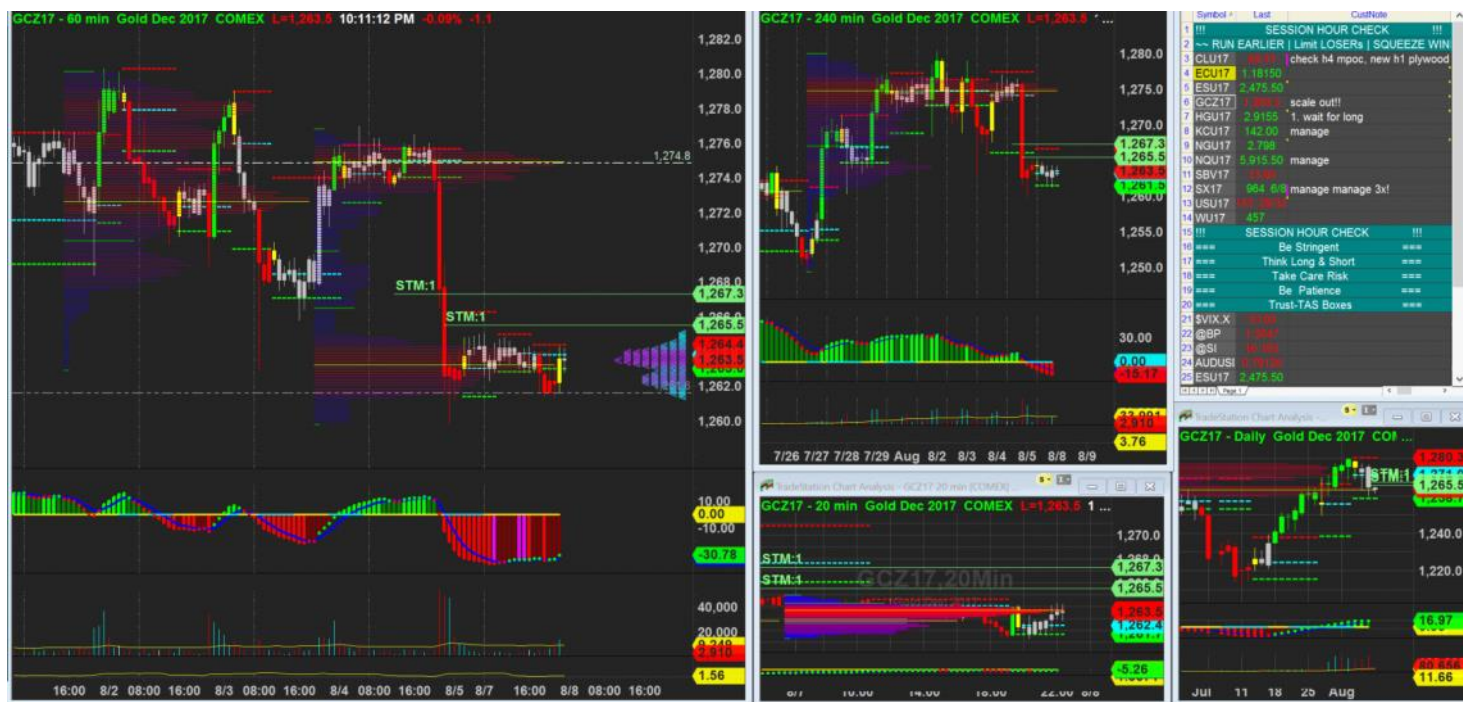 GCZ17 - 60 min Gold Dec 2017 COMEX L=1,263.5 10:11:12 PM -0.09% -1.1
1,282.0
1,280.0
1,278.0
1,276.0
1,274.8
1,274.0
1,272.0
1,270.0
1,268.0
STM:1
1,267.3
STM:1
1,265.5
1,264.4
1,263.5
1,262.0
1,260.0
10.00
0.00
-10.00
-30.78
40,000
20,000
2,910
1.56
16:00 8/2 08:00 16:00 8/3 08:00 16:00 8/4 08:00 16:00 8/5 8/7 16:00 8/8 08:00 16:00
GCZ17 - 240 min Gold Dec 2017 COMEX L=1,263.5 ...
1,280.0
1,275.0
1,270.0
1,267.3
1,265.5
1,263.5
1,261.5
1,260.0
1,255.0
1,250.0
30.00
0.00
-15.17
2,910
3.76
7/26 7/27 7/28 7/29 Aug 8/2 8/3 8/4 8/5 8/8 8/9
TradeStation Chart Analysis - GCZ17 20 min [COMEX]
GCZ17 - 20 min Gold Dec 2017 COMEX L=1,263.5 1 ...
1,270.0
STM:1
1,267.3
STM:1
1,265.5
GCZ17,20Min
1,263.5
1,262.4
-5.26
8/7 10:00 14:00 18:00 22:00 8/8
Symbol Last CustNote
1 !!! SESSION HOUR CHECK !!!
2 ~~ RUN EARLIER | Limit LOSERs | SQUEEZE WIN
3 CLU17 check h4 mpoc, new h1 plywood
4 ECU17 1.18150
5 ESU17 2,475.50
6 GCZ17 scale out!!
7 HGU17 2.9155 1. wait for long
8 KCU17 142.00 manage
9 NGU17 2.798
10 NQU17 5,915.50 manage
11 SBV17
12 SX17 964 6/8 manage manage 3x!
13 USU17
14 WU17 457
15 !!! SESSION HOUR CHECK !!!
16 === Be Stringent ===
17 === Think Long & Short ===
18 === Take Care Risk ===
19 === Be Patience ===
20 === Trust-TAS Boxes ===
21 $VIX.X
22 @BP
23 @SI
24 AUDUSI
25 ESU17 2,475.50
Page 1
TradeStation Chart Analysis -...
GCZ17 - Daily Gold Dec 2017 COM ...
1,280.3
STM:1
1,265.5
1,240.0
1,220.0
16.97
11.66
Jul 11 18 25 Aug